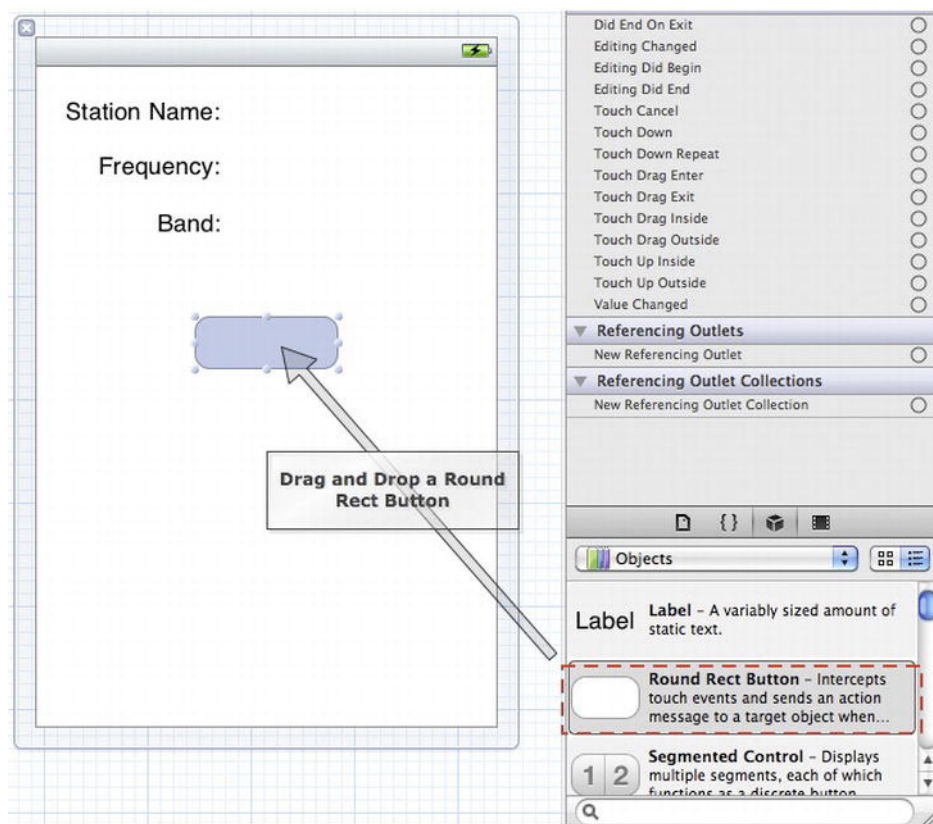 Station Name:
Frequency:
Band:
Drag and Drop a Round
Rect Button
Did End On Exit
Editing Changed
Editing Did Begin
Editing Did End
Touch Cancel
Touch Down
Touch Down Repeat
Touch Drag Enter
Touch Drag Exit
Touch Drag Inside
Touch Drag Outside
Touch Up Inside
Touch Up Outside
Value Changed
Referencing Outlets
New Referencing Outlet
Referencing Outlet Collections
New Referencing Outlet Collection
{}
Objects
Label
Label – A variably sized amount of
static text.
Round Rect Button – Intercepts
touch events and sends an action
message to a target object when...
1 2
Segmented Control – Displays
multiple segments, each of which
functions as a discrete button